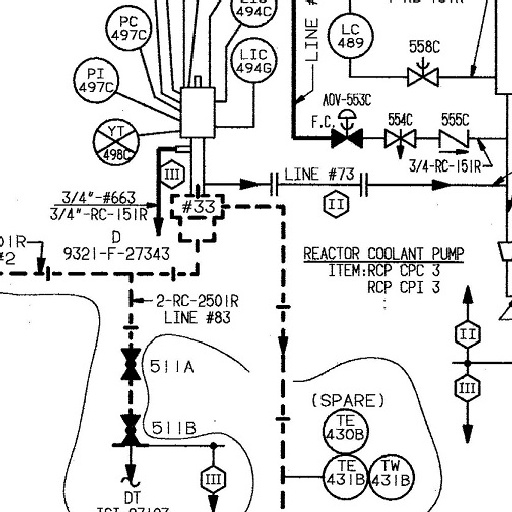 494C
PC
497C
LIC
494G
LC
489
LINE #
558C
PI
497C
AOV-553C
F.C.
554C
555C
YT
498C
3/4-RC-151R
III
LINE #73
II
3/4"-#663
3/4"-RC-151R
#33
D
9321-F-27343
#2
REACTOR COOLANT PUMP
ITEM:RCP CPC 3
RCP CPI 3
2-RC-2501R
LINE #83
II
511A
III
(SPARE)
TE
430B
511B
TE
431B
TW
431B
III
DT